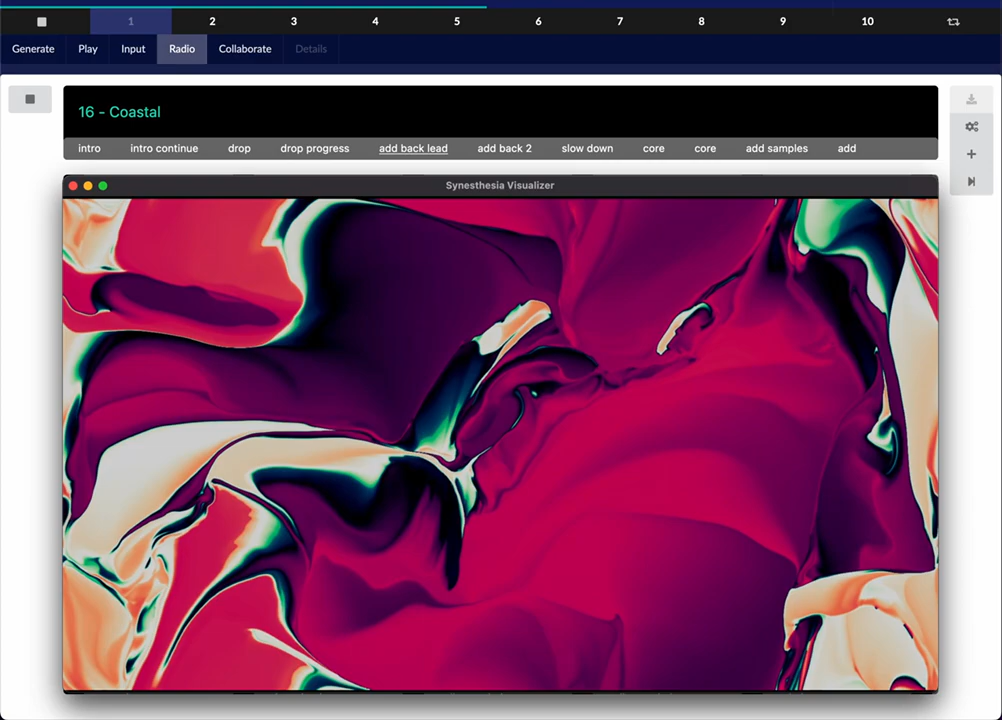 1 2 3 4 5 6 7 8 9 10
Generate Play Input Radio Collaborate Details
16 - Coastal
intro intro continue drop drop progress add back lead add back 2 slow down core core add samples add
Synesthesia Visualizer